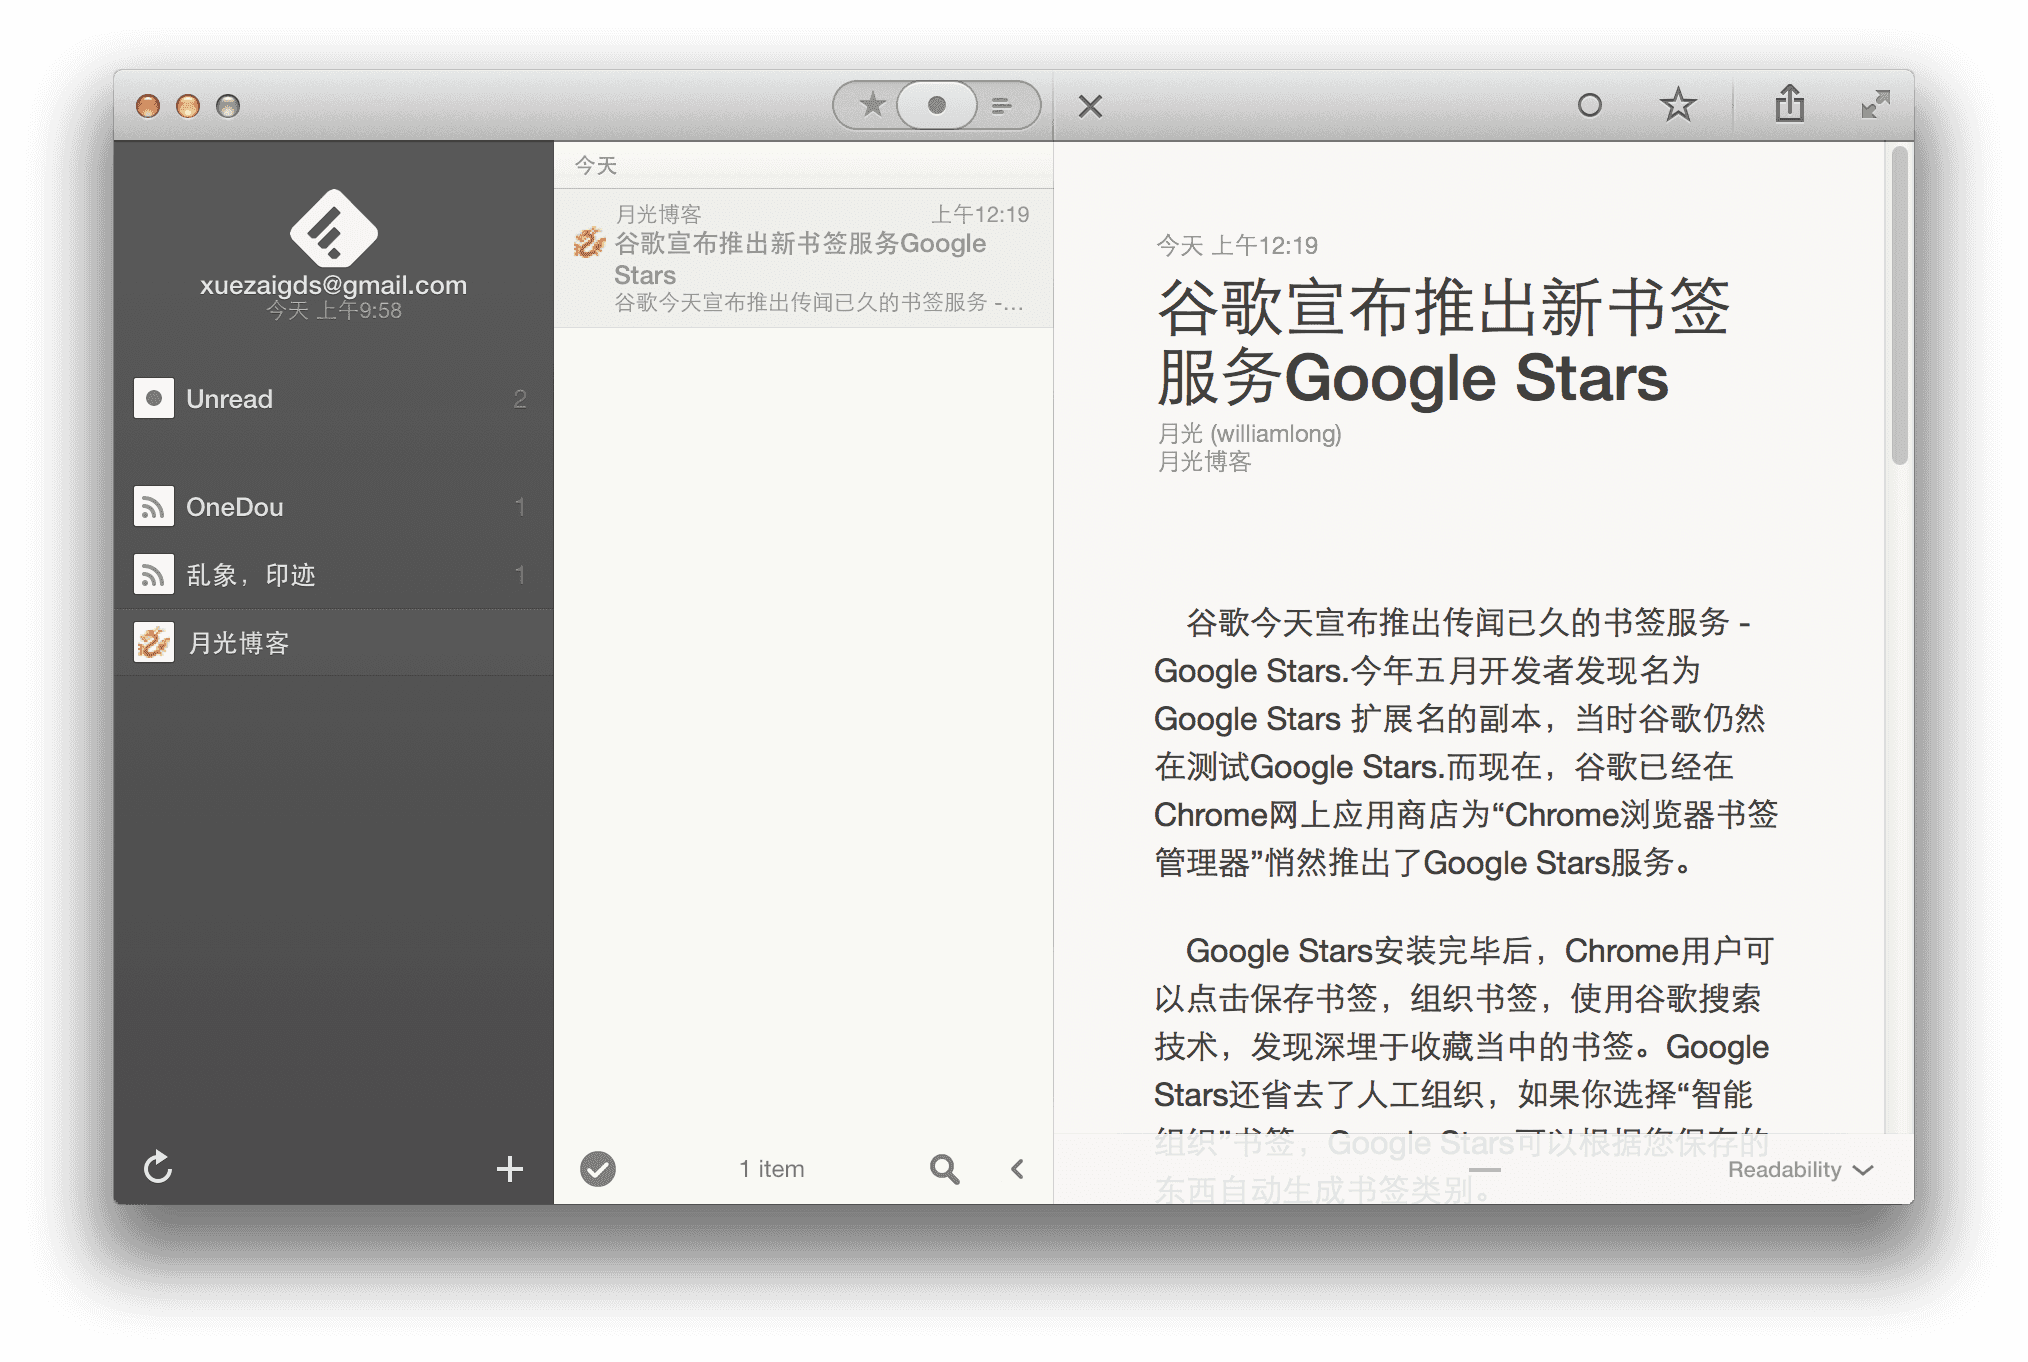 xuezaigds@gmail.com
今天 上午9:58
Unread 2
OneDou 1
乱象，印迹 1
月光博客
今天
月光博客 上午12:19
谷歌宣布推出新书签服务Google
Stars
谷歌今天宣布推出传闻已久的书签服务 -…
1 item
今天 上午12:19
谷歌宣布推出新书签
服务Google Stars
月光 (williamlong)
月光博客
谷歌今天宣布推出传闻已久的书签服务 -
Google Stars.今年五月开发者发现名为
Google Stars 扩展名的副本，当时谷歌仍然
在测试Google Stars.而现在，谷歌已经在
Chrome网上应用商店为“Chrome浏览器书签
管理器”悄然推出了Google Stars服务。
Google Stars安装完毕后，Chrome用户可
以点击保存书签，组织书签，使用谷歌搜索
技术，发现深埋于收藏当中的书签。Google
Stars还省去了人工组织，如果你选择“智能
组织”书签，Google Stars可以根据您保存的
东西自动生成书签类别。
Readability